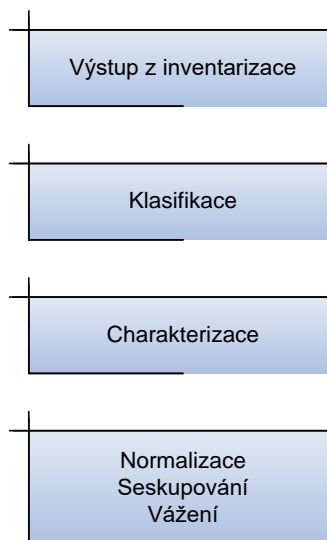 Výstup z inventarizace
Klasifikace
Charakterizace
Normalizace
Seskupování
Vážení